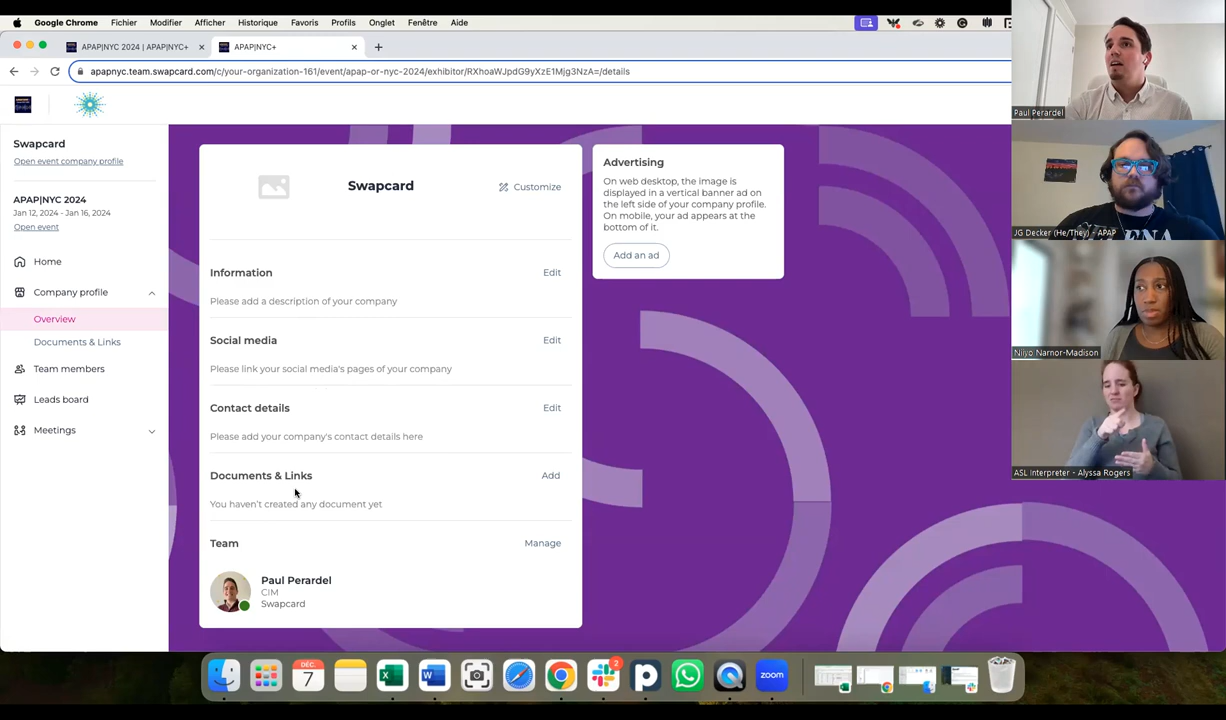 Google Chrome Fichier Modifier Afficher Historique Favoris Profils Onglet Fenêtre Aide
APAP|NYC 2024 | APAP|NYC+
APAP|NYC+
apapnyc.team.swapcard.com/c/your-organization-161/event/apap-or-nyc-2024/exhibitor/RXhoaWJpdG9yXzE1Mjg3NzA=/details
Swapcard
Open event company profile
APAP|NYC 2024
Jan 12, 2024 - Jan 16, 2024
Open event
Home
Company profile
Overview
Documents & Links
Team members
Leads board
Meetings
Swapcard
Customize
Information
Edit
Please add a description of your company
Social media
Edit
Please link your social media's pages of your company
Contact details
Edit
Please add your company's contact details here
Documents & Links
Add
You haven't created any document yet
Team
Manage
Paul Perardel
CIM
Swapcard
Advertising
On web desktop, the image is
displayed in a vertical banner ad on
the left side of your company profile.
On mobile, your ad appears at the
bottom of it.
Add an ad
Paul Perardel
JG Decker (He/They) - APAP
Niiyo Narnor-Madison
ASL Interpreter - Alyssa Rogers
DÉC.
7
2
zoom